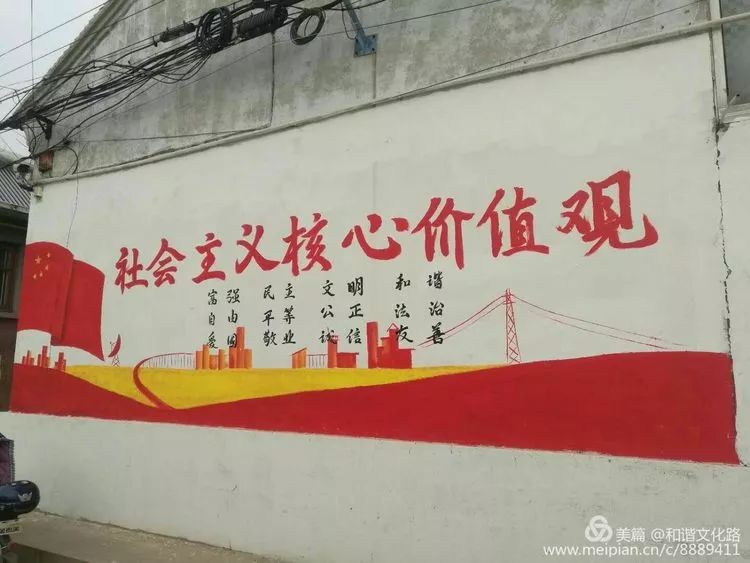 社会主义核心价值观
富强 民主 文明 和谐
自由 平等 公正 法治
爱国 敬业 诚信 友善
美篇 @和谐文化路
www.meipian.cn/c/8889411